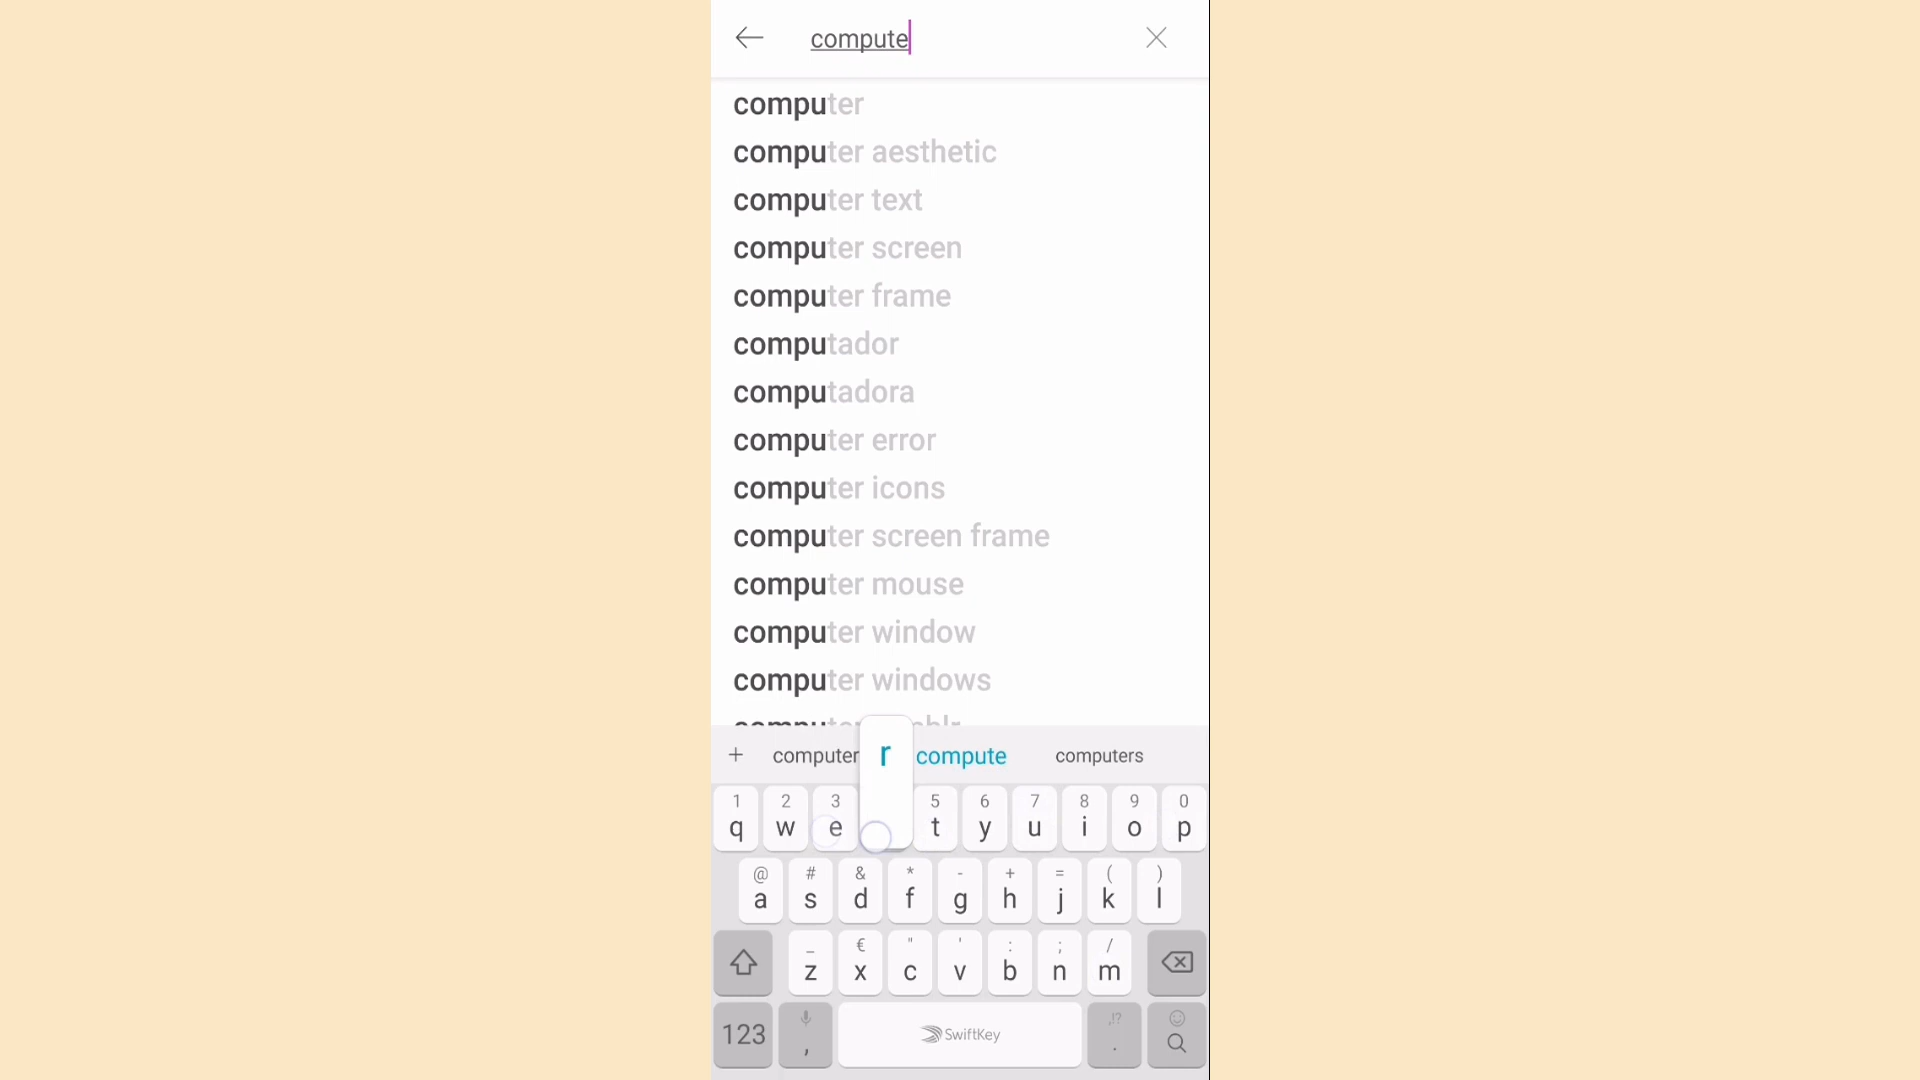 compute
computer
computer aesthetic
computer text
computer screen
computer frame
computador
computadora
computer error
computer icons
computer screen frame
computer mouse
computer window
computer windows
+ computer r compute computers
1 2 3 5 6 7 8 9 0
q w e t y u i o p
@ # & * - + = ( )
a s d f g h j k l
_ € " ' : ; /
z x c v b n m
,!?
123 , SwiftKey .